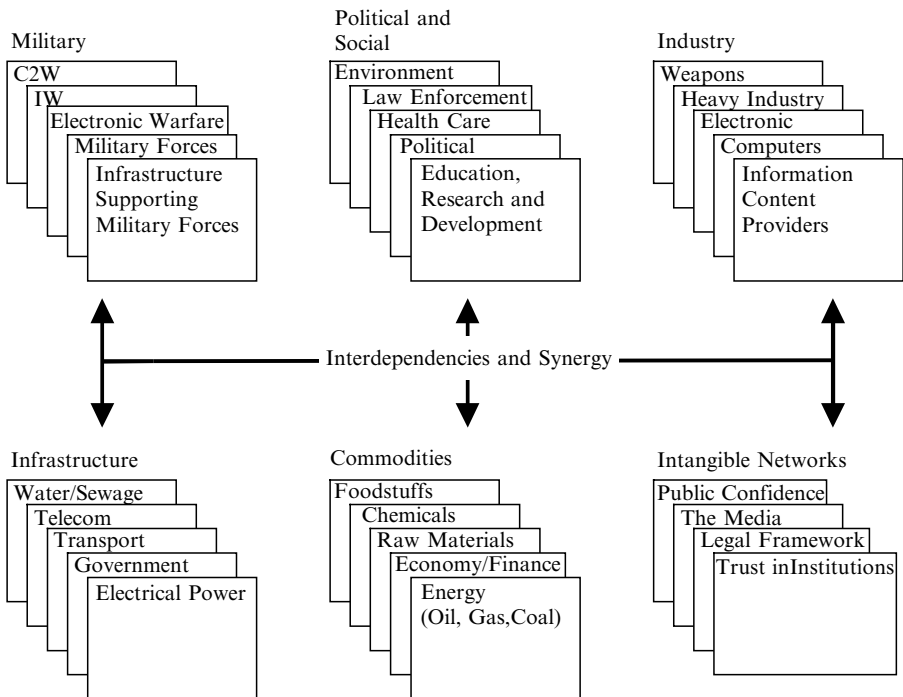 Military
C2W
IW
Electronic Warfare
Military Forces
Infrastructure
Supporting
Military Forces
Political and
Social
Environment
Law Enforcement
Health Care
Political
Education,
Research and
Development
Industry
Weapons
Heavy Industry
Electronic
Computers
Information
Content
Providers
Interdependencies and Synergy
Infrastructure
Water/Sewage
Telecom
Transport
Government
Electrical Power
Commodities
Foodstuffs
Chemicals
Raw Materials
Economy/Finance
Energy
(Oil, Gas,Coal)
Intangible Networks
Public Confidence
The Media
Legal Framework
Trust inInstitutions